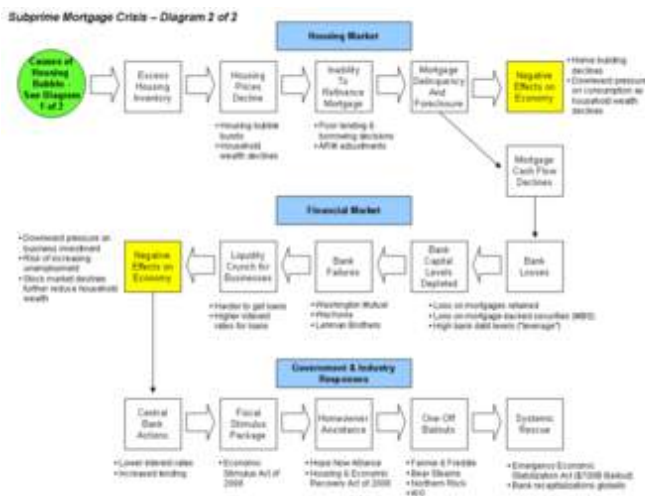 Subprime Mortgage Crisis – Diagram 2 of 2
Housing Market
Causes of
Housing
Bubble -
See Diagram
1 of 2
Excess
Housing
Inventory
Housing
Prices
Decline
Inability
To
Refinance
Mortgage
Mortgage
Delinquency
And
Foreclosure
Negative
Effects on
Economy
• Home building
declines
• Downward pressure
on consumption as
household wealth
declines
• Housing bubble
bursts
• Household
wealth declines
• Poor lending &
borrowing decisions
• ARM adjustments
Mortgage
Cash Flow
Declines
Financial Market
• Downward pressure on
business investment
• Risk of increasing
unemployment
• Stock market declines
further reduce household
wealth
Negative
Effects on
Economy
Liquidity
Crunch for
Businesses
Bank
Failures
Bank
Capital
Levels
Depleted
Bank
Losses
• Harder to get loans
• Higher interest
rates for loans
• Washington Mutual
• Wachovia
• Lehman Brothers
• Loss on mortgages retained
• Loss on mortgage-backed securities (MBS)
• High bank debt levels ("leverage")
Government & Industry
Responses
Central
Bank
Actions
Fiscal
Stimulus
Package
Homeowner
Assistance
One-Off
Bailouts
Systemic
Rescue
• Lower interest rates
• Increased lending
• Economic
Stimulus Act of
2008
• Hope Now Alliance
• Housing & Economic
Recovery Act of 2008
• Fannie & Freddie
• Bear Stearns
• Northern Rock
• AIG
• Emergency Economic
Stabilization Act ($700B Bailout)
• Bank recapitalizations globally